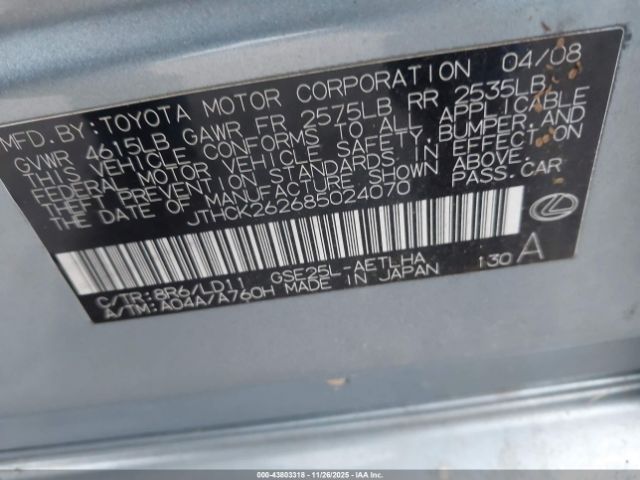 MFD. BY: TOYOTA MOTOR CORPORATION 04/08
GVWR 4615LB GAWR FR 2575LB RR 2535LB
THIS VEHICLE CONFORMS TO ALL APPLICABLE
FEDERAL MOTOR VEHICLE SAFETY, BUMPER, AND
THEFT PREVENTION STANDARDS IN EFFECT ON
THE DATE OF MANUFACTURE SHOWN ABOVE.
JTHCK262685024070 PASS. CAR
C/TR: 8R6/LD11 GSE25L-AETLHA 130 A
A/TM: A04A/A760H MADE IN JAPAN
000-43803318 - 11/26/2025 - IAA Inc.